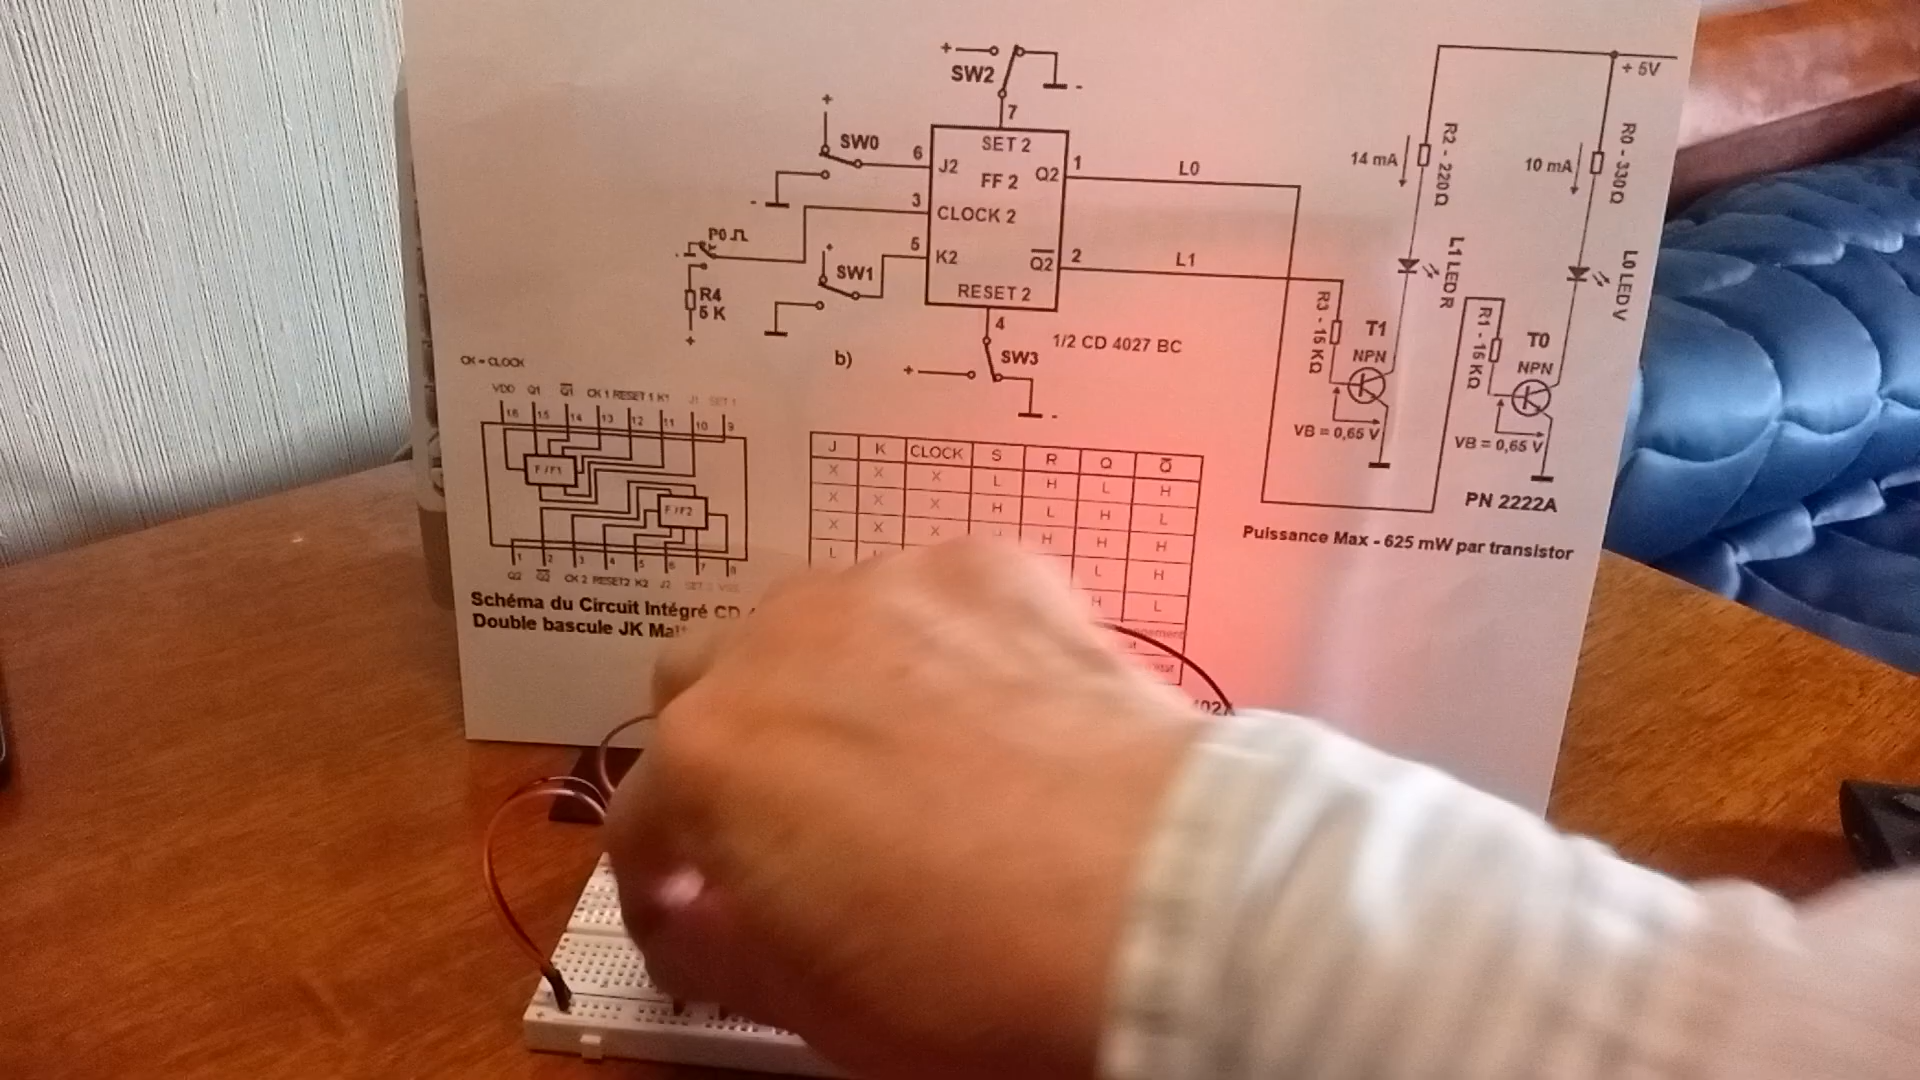 +
SW2
-
7
+
SW0
6
SET 2
J2
FF 2
Q2
1
L0
3
CLOCK 2
P0
-
5
K2
Q2
2
L1
SW1
R4
5 K
+
RESET 2
4
1/2 CD 4027 BC
b)
SW3
+
-
+ 5V
14 mA
R2 - 220Ω
10 mA
R0 - 330Ω
L1 LED R
L0 LED V
R3 - 15 KΩ
T1
NPN
VB = 0,65 V
R1 - 15 KΩ
T0
NPN
VB = 0,65 V
PN 2222A
Puissance Max - 625 mW par transistor
CK = CLOCK
VDD Q1 Q1 CK 1 RESET 1 K1 J1 SET 1
16 15 14 13 12 11 10 9
F/F1
F/F2
1 2 3 4 5 6 7 8
Q2 Q2 CK 2 RESET2 K2 J2 SET 2 VSS
Schéma du Circuit Intégré CD
Double bascule JK
J K CLOCK S R Q Q
X X X L H L H
X X X H L H L
X X X H H H H
L L H
H L